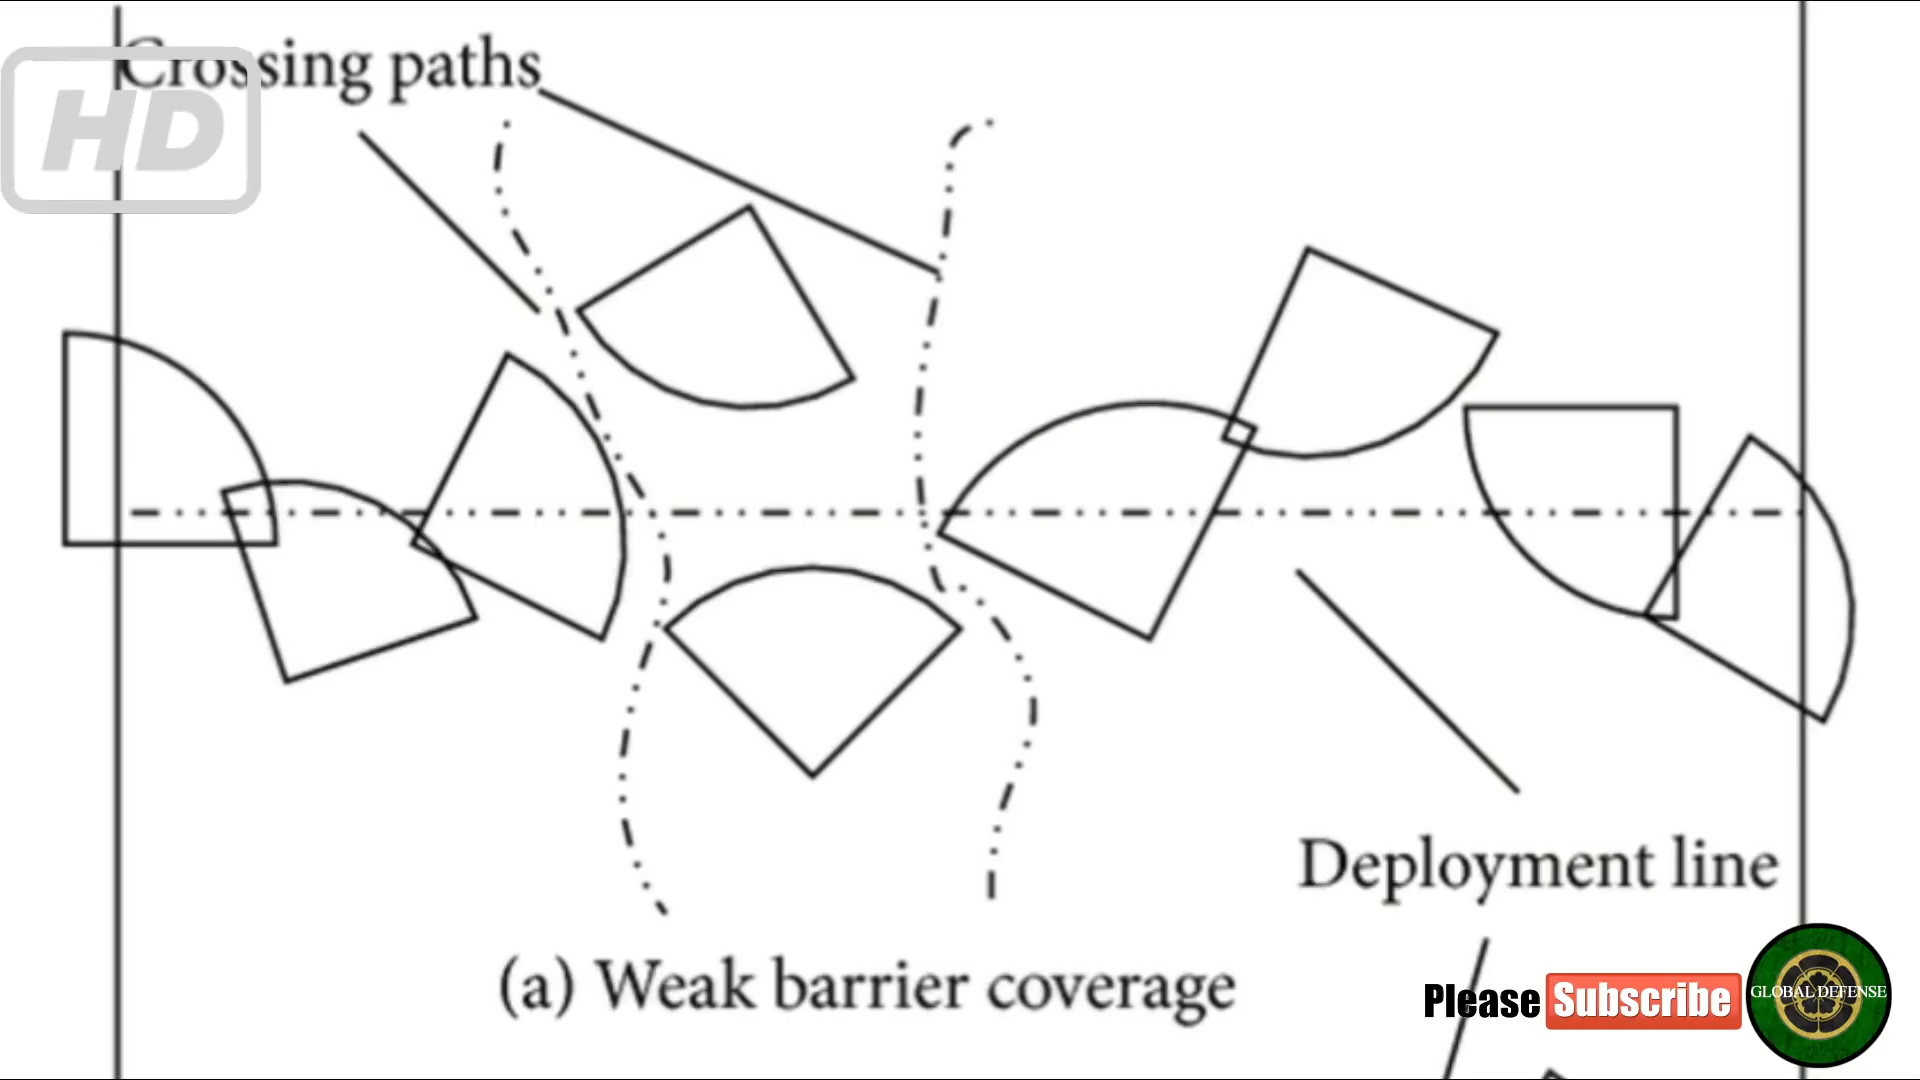 Crossing paths
HD
Deployment line
(a) Weak barrier coverage
Please Subscribe
GLOBAL DEFENSE